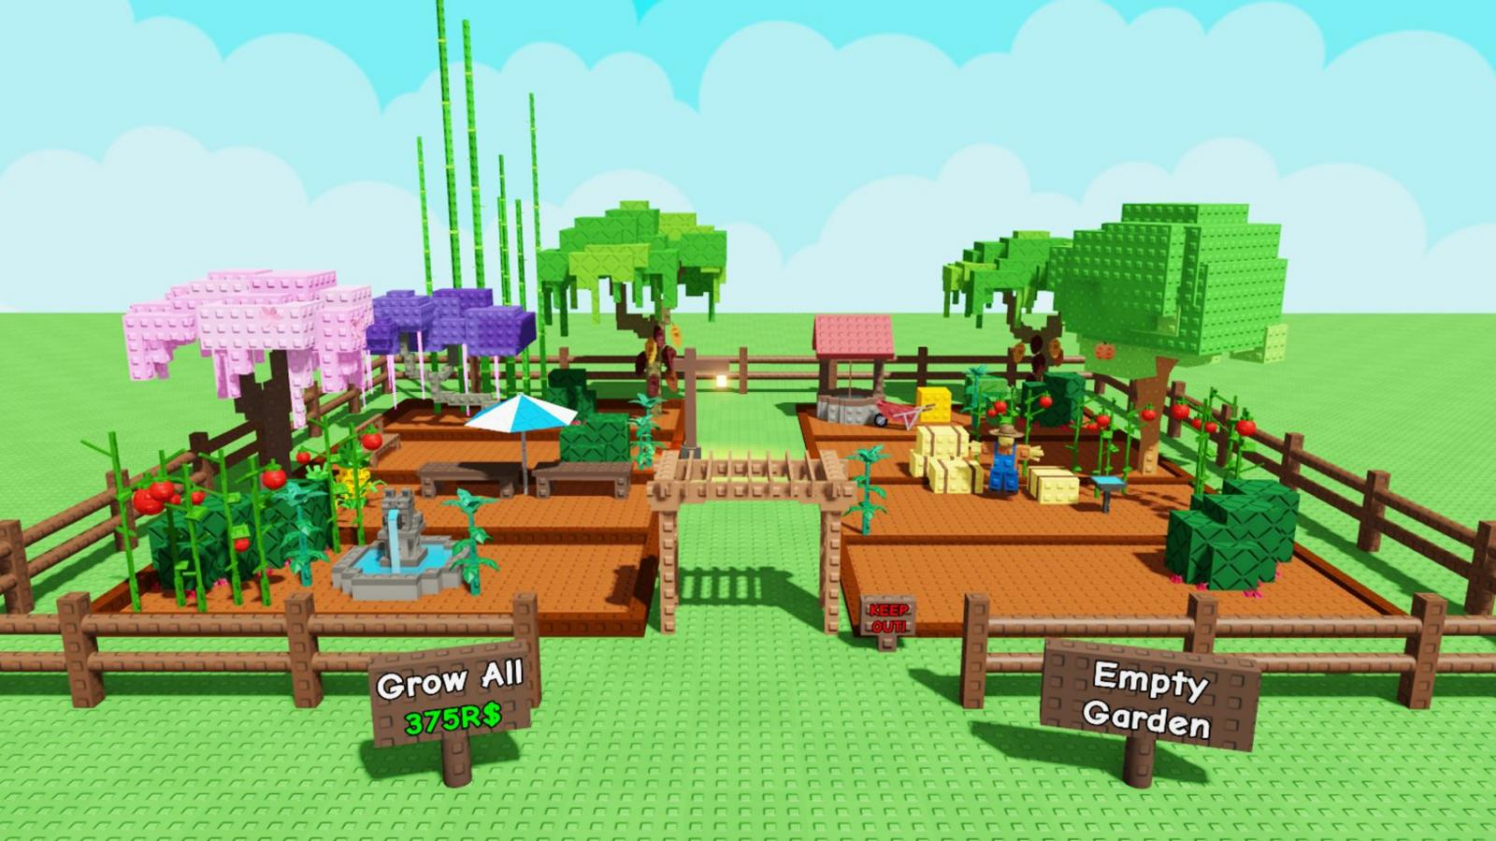 KEEP
OUT!
Grow All
375R$
Empty
Garden